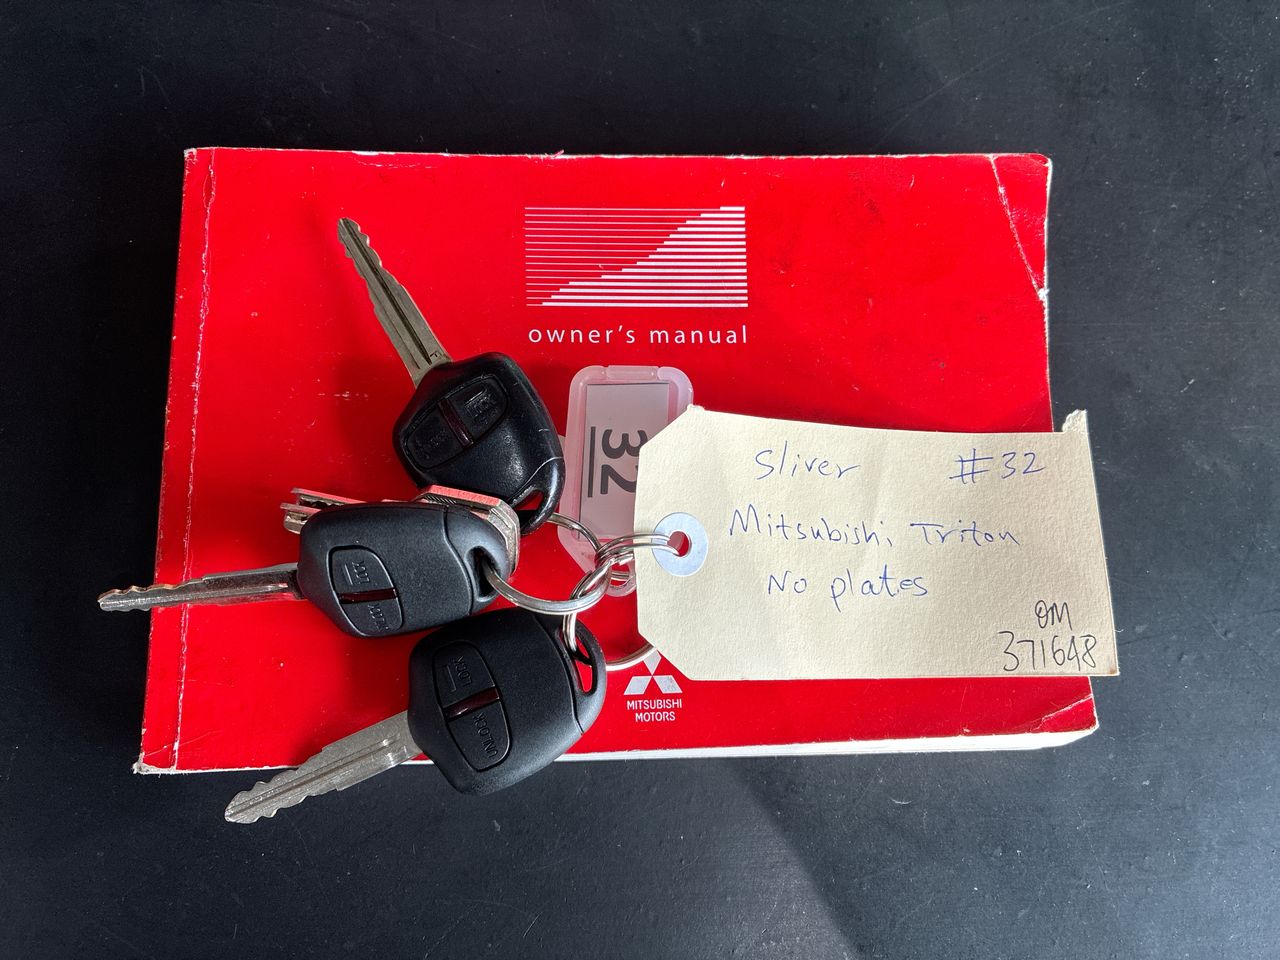 owner's manual
32
Sliver #32
Mitsubishi Triton
No plates
OM
371648
MITSUBISHI
MOTORS
LOCK
UNLOCK